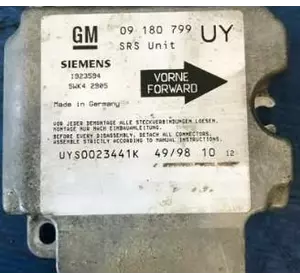 GM 09 180 799 UY
SRS Unit
SIEMENS
1923594
5WK4 2905
VORNE
FORWARD
Made in Germany
VOR JEDER DEMONTAGE ALLE STECKVERBINDUNGEN LOESEN.
MONTAGE NUR NACH EINBAUANLEITUNG.
BEFORE EVERY DISASSEMBLY, DETACH ALL CONNECTORS.
ASSEMBLE STRICTLY ACCORDING TO MANUAL INSTRUCTIONS.
UYS0023441K 49/98 10 12